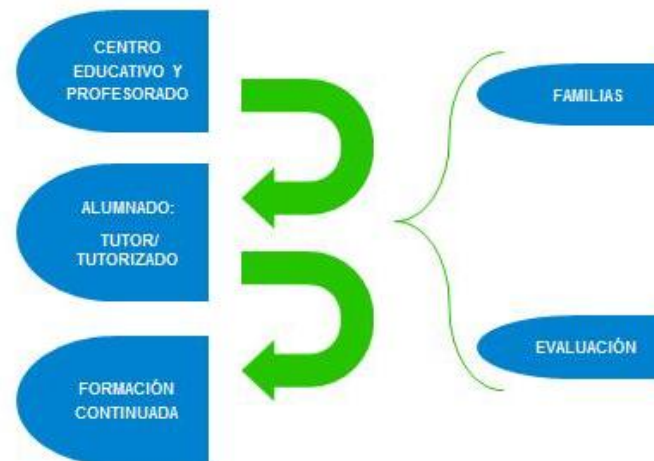 CENTRO
EDUCATIVO Y
PROFESORADO
ALUMNADO:
TUTOR/
TUTORIZADO
FORMACIÓN
CONTINUADA
FAMILIAS
EVALUACIÓN